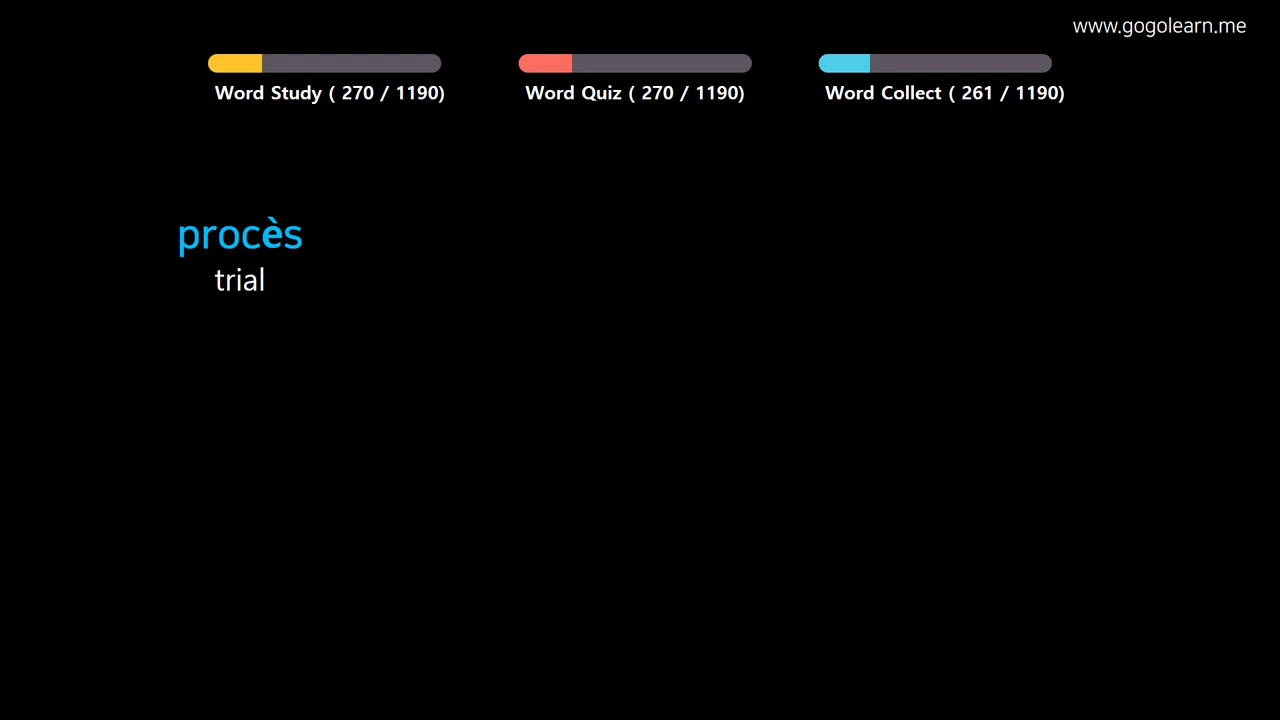 www.gogolearn.me
Word Study ( 270 / 1190)
Word Quiz ( 270 / 1190)
Word Collect ( 261 / 1190)
procès
trial